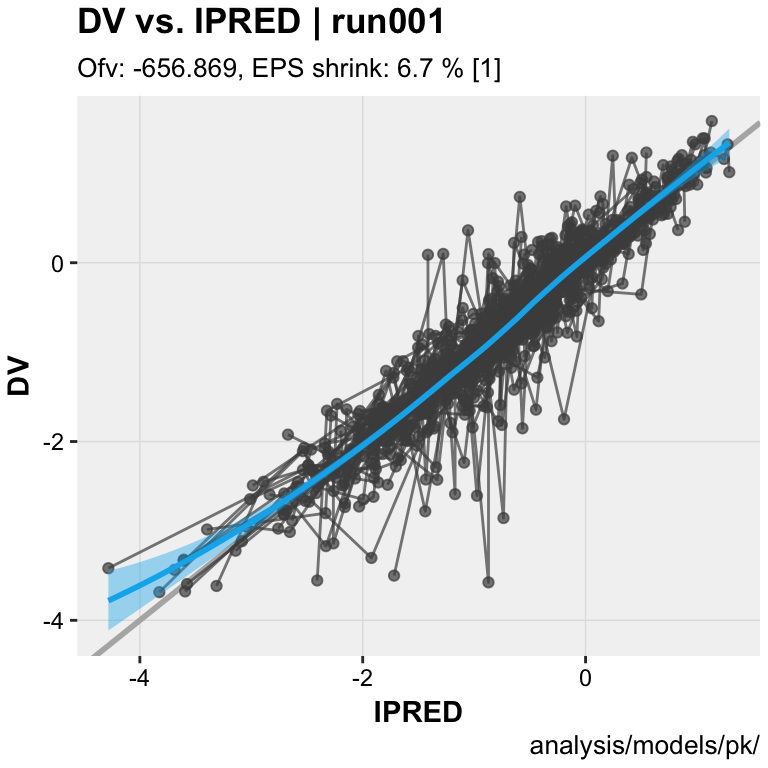 DV vs. IPRED | run001
Ofv: -656.869, EPS shrink: 6.7 % [1]
0
-2
-4
DV
-4
-2
0
IPRED
analysis/models/pk/